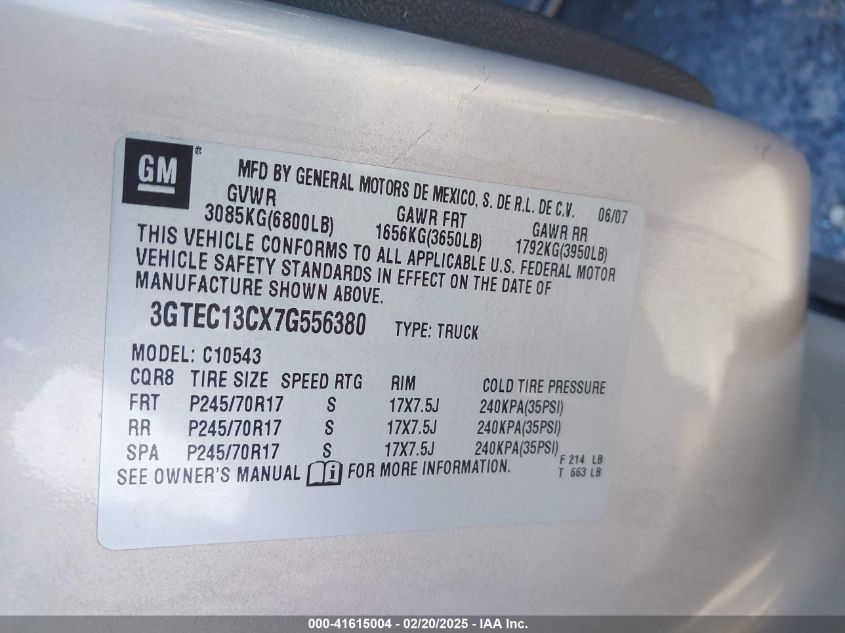 GM
MFD BY GENERAL MOTORS DE MEXICO, S. DE R.L. DE C.V. 06/07
GVWR GAWR FRT GAWR RR
3085KG(6800LB) 1656KG(3650LB) 1792KG(3950LB)
THIS VEHICLE CONFORMS TO ALL APPLICABLE U.S. FEDERAL MOTOR
VEHICLE SAFETY STANDARDS IN EFFECT ON THE DATE OF
MANUFACTURE SHOWN ABOVE.
3GTEC13CX7G556380 TYPE: TRUCK
MODEL: C10543
CQR8 TIRE SIZE SPEED RTG RIM COLD TIRE PRESSURE
FRT P245/70R17 S 17X7.5J 240KPA(35PSI)
RR P245/70R17 S 17X7.5J 240KPA(35PSI)
SPA P245/70R17 S 17X7.5J 240KPA(35PSI)
SEE OWNER'S MANUAL i FOR MORE INFORMATION.
F 214 LB
T 663 LB
000-41615004 / 02/20/2025 - IAA Inc.